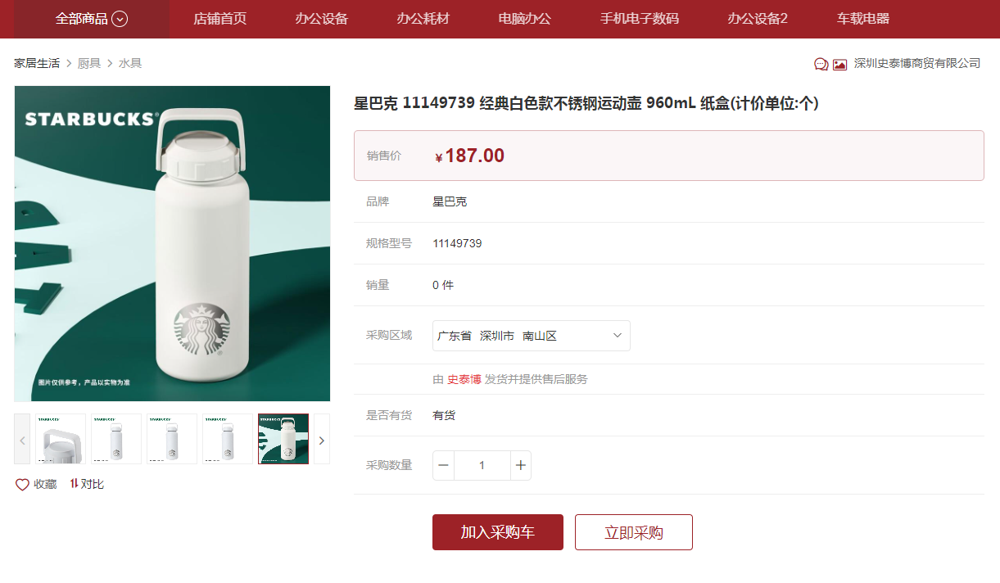 全部商品 店铺首页 办公设备 办公耗材 电脑办公 手机电子数码 办公设备2 车载电器
家居生活 > 厨具 > 水具
深圳史泰博商贸有限公司
STARBUCKS®
图片仅供参考，产品以实物为准
收藏 对比
星巴克 11149739 经典白色款不锈钢运动壶 960mL 纸盒(计价单位:个)
销售价 ¥187.00
品牌 星巴克
规格型号 11149739
销量 0 件
采购区域 广东省 深圳市 南山区
由 史泰博 发货并提供售后服务
是否有货 有货
采购数量 1
加入采购车 立即采购